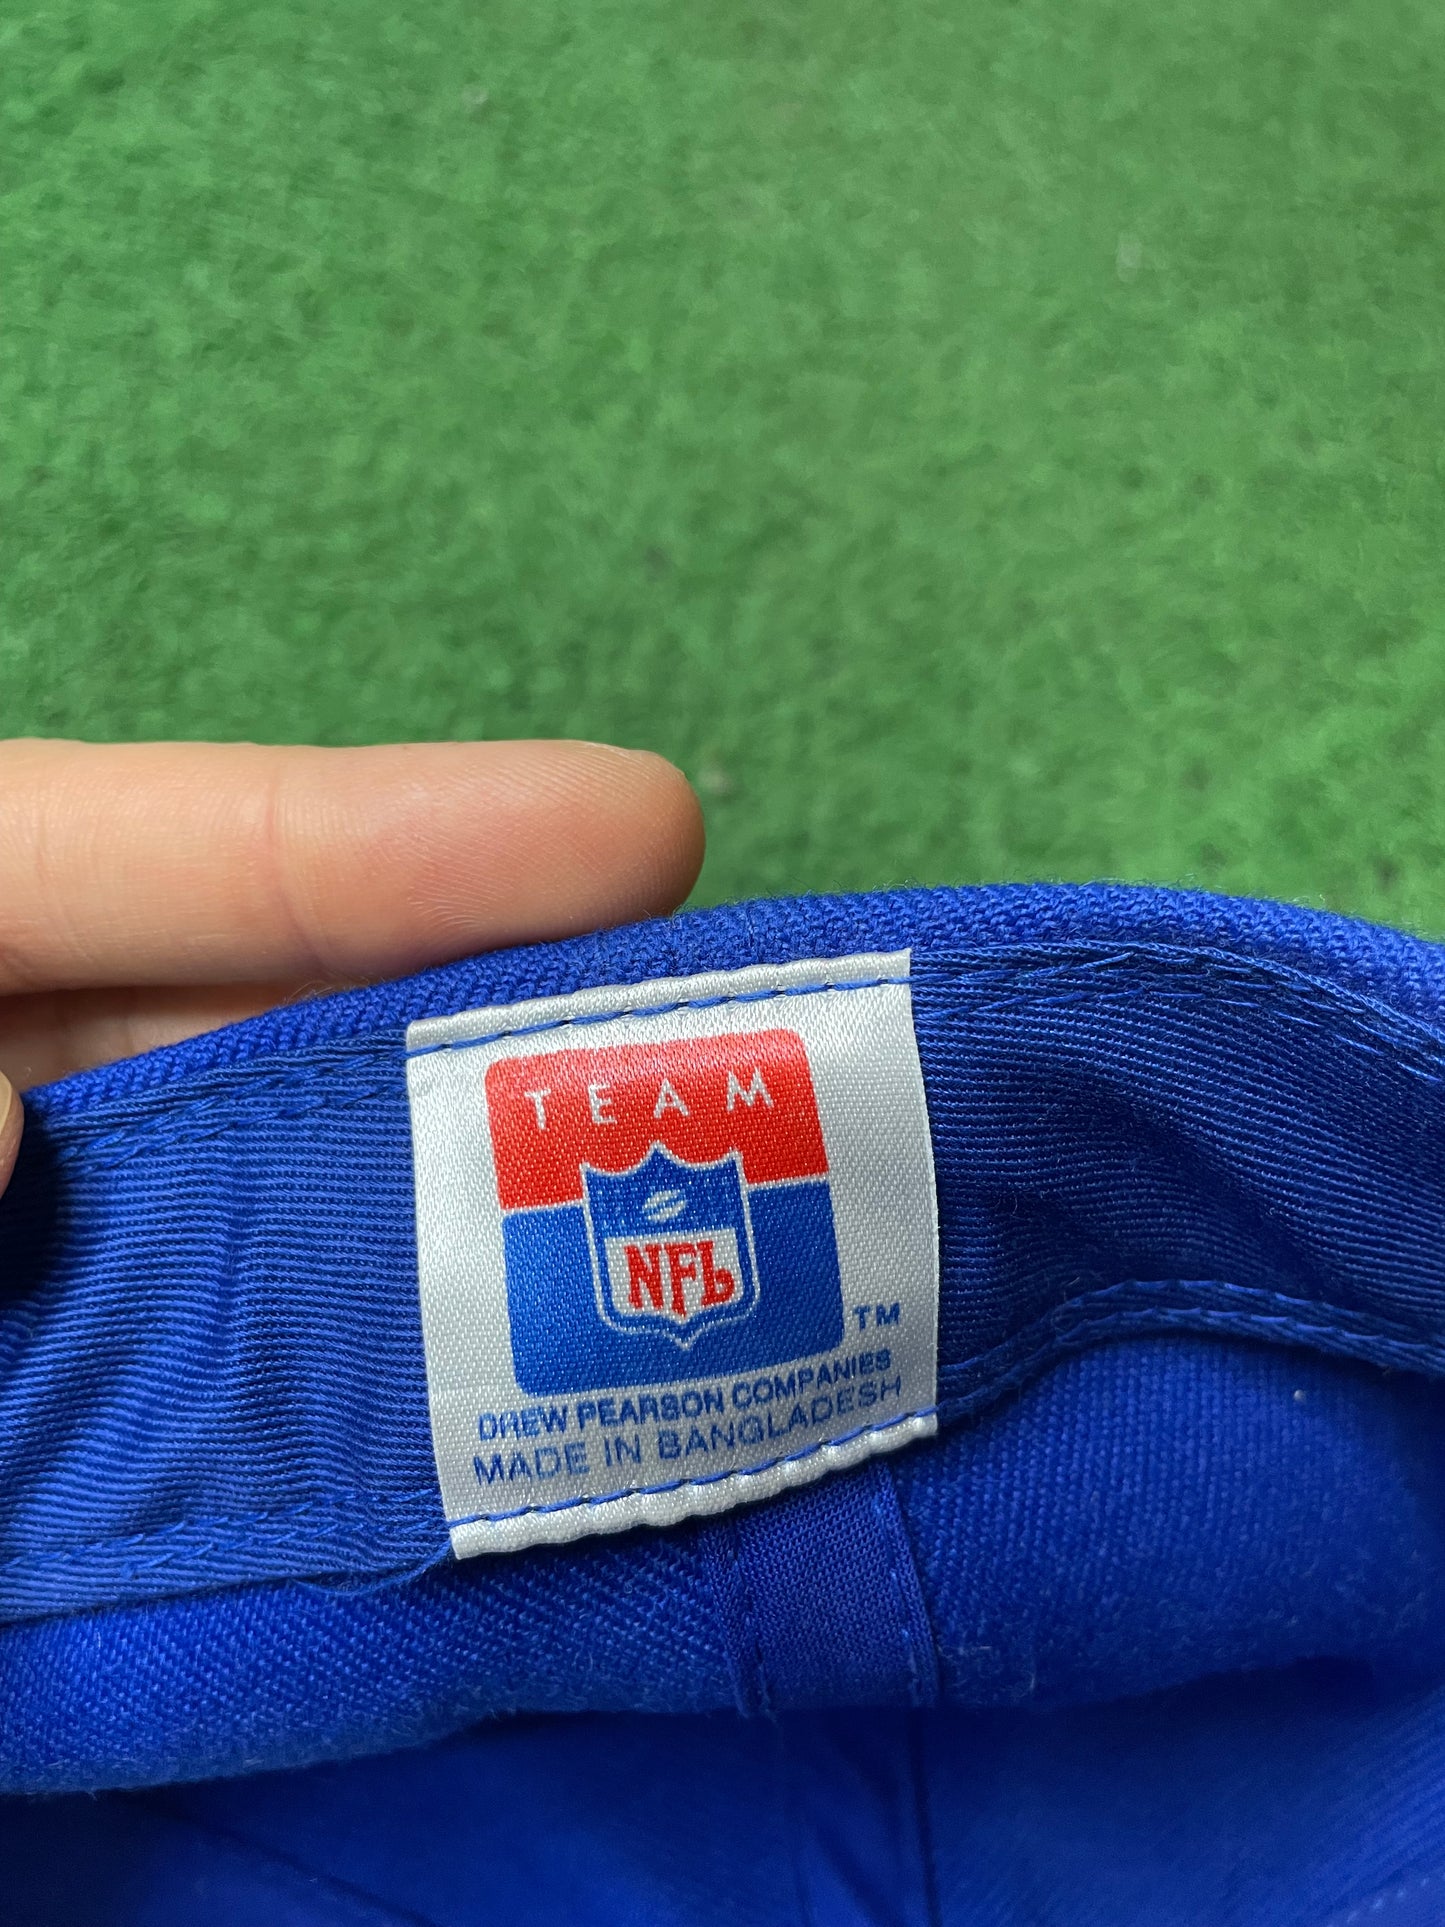 TEAM
NFL
TM
DREW PEARSON COMPANIES
MADE IN BANGLADESH